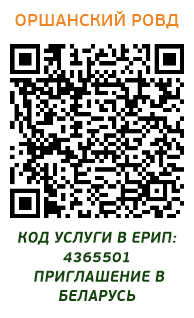 ОРШАНСКИЙ РОВД
КОД УСЛУГИ В ЕРИП:
4365501
ПРИГЛАШЕНИЕ В
БЕЛАРУСЬ